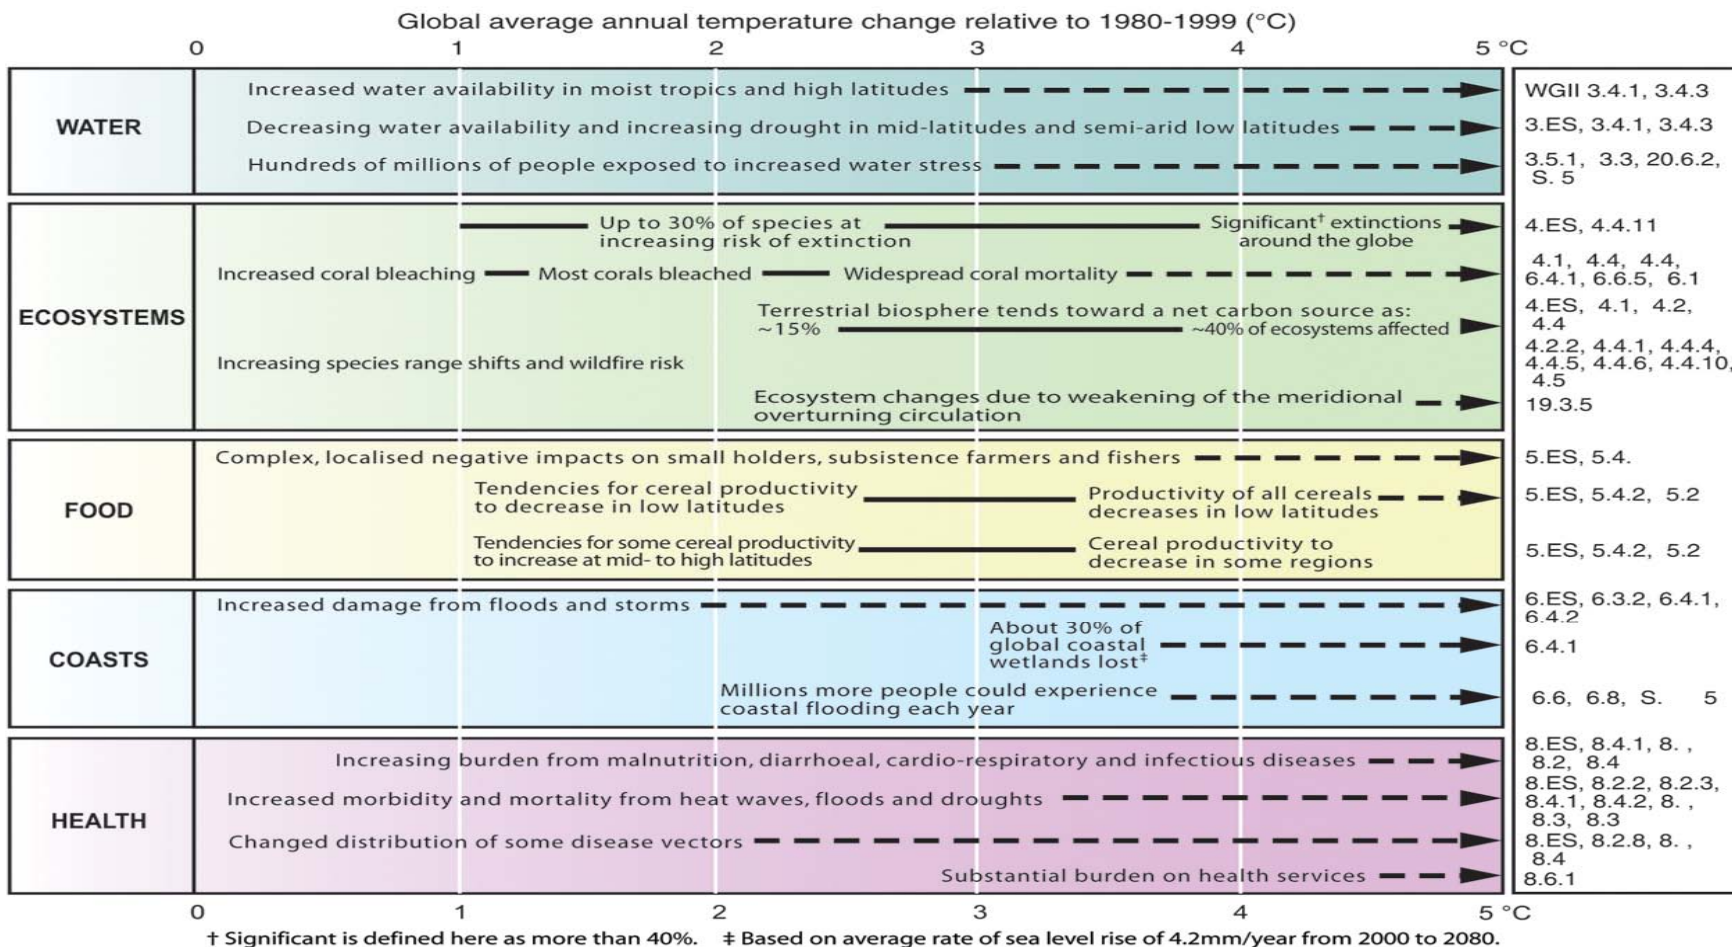 Global average annual temperature change relative to 1980-1999 (°C)
0 1 2 3 4 5 °C
WATER
Increased water availability in moist tropics and high latitudes
WGII 3.4.1, 3.4.3
Decreasing water availability and increasing drought in mid-latitudes and semi-arid low latitudes
3.ES, 3.4.1, 3.4.3
Hundreds of millions of people exposed to increased water stress
3.5.1, 3.3, 20.6.2,
S. 5
ECOSYSTEMS
Up to 30% of species at
increasing risk of extinction
Significant† extinctions
around the globe
4.ES, 4.4.11
Increased coral bleaching Most corals bleached Widespread coral mortality
4.1, 4.4, 4.4,
6.4.1, 6.6.5, 6.1
Terrestrial biosphere tends toward a net carbon source as:
~15% ~40% of ecosystems affected
4.ES, 4.1, 4.2,
4.4
Increasing species range shifts and wildfire risk
4.2.2, 4.4.1, 4.4.4,
4.4.5, 4.4.6, 4.4.10,
4.5
Ecosystem changes due to weakening of the meridional
overturning circulation
19.3.5
FOOD
Complex, localised negative impacts on small holders, subsistence farmers and fishers
5.ES, 5.4.
Tendencies for cereal productivity
to decrease in low latitudes
Productivity of all cereals
decreases in low latitudes
5.ES, 5.4.2, 5.2
Tendencies for some cereal productivity
to increase at mid- to high latitudes
Cereal productivity to
decrease in some regions
5.ES, 5.4.2, 5.2
COASTS
Increased damage from floods and storms
6.ES, 6.3.2, 6.4.1,
6.4.2
About 30% of
global coastal
wetlands lost‡
6.4.1
Millions more people could experience
coastal flooding each year
6.6, 6.8, S. 5
HEALTH
Increasing burden from malnutrition, diarrhoeal, cardio-respiratory and infectious diseases
8.ES, 8.4.1, 8. ,
8.2, 8.4
Increased morbidity and mortality from heat waves, floods and droughts
8.ES, 8.2.2, 8.2.3,
8.4.1, 8.4.2, 8. ,
8.3, 8.3
Changed distribution of some disease vectors
8.ES, 8.2.8, 8. ,
8.4
Substantial burden on health services
8.6.1
0 1 2 3 4 5 °C
† Significant is defined here as more than 40%. ‡ Based on average rate of sea level rise of 4.2mm/year from 2000 to 2080.